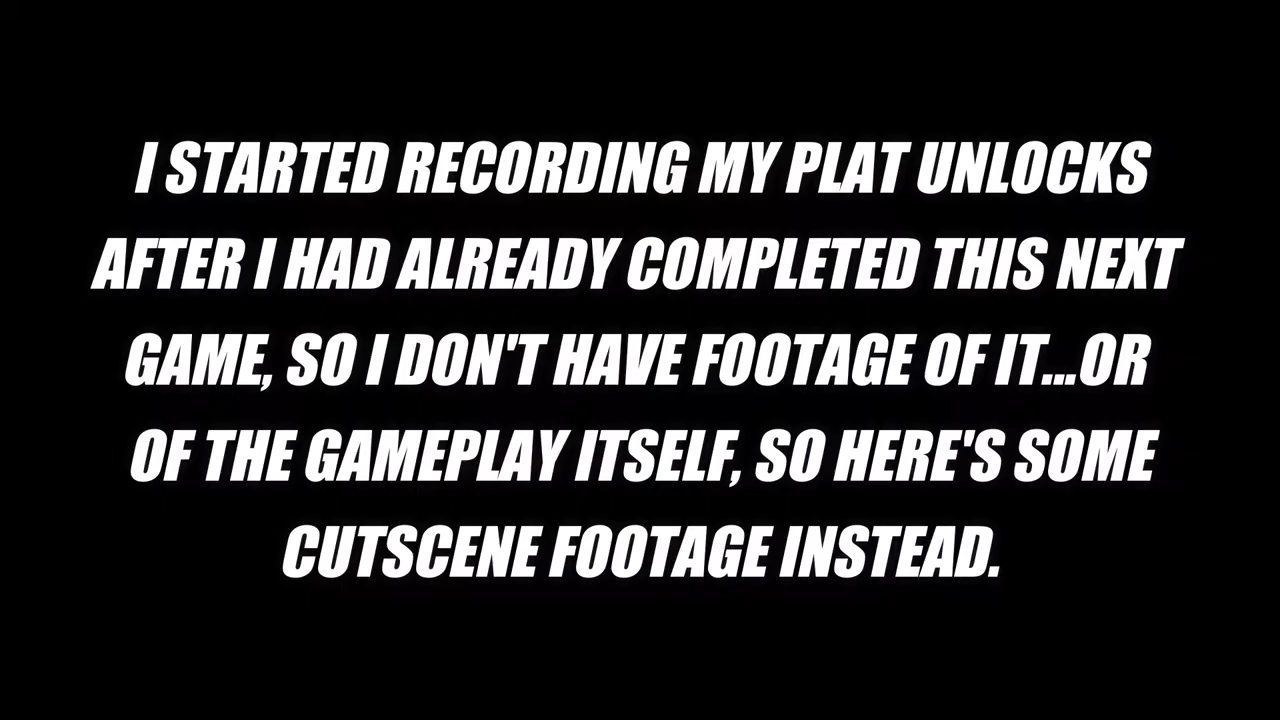 I STARTED RECORDING MY PLAT UNLOCKS
AFTER I HAD ALREADY COMPLETED THIS NEXT
GAME, SO I DON'T HAVE FOOTAGE OF IT...OR
OF THE GAMEPLAY ITSELF, SO HERE'S SOME
CUTSCENE FOOTAGE INSTEAD.